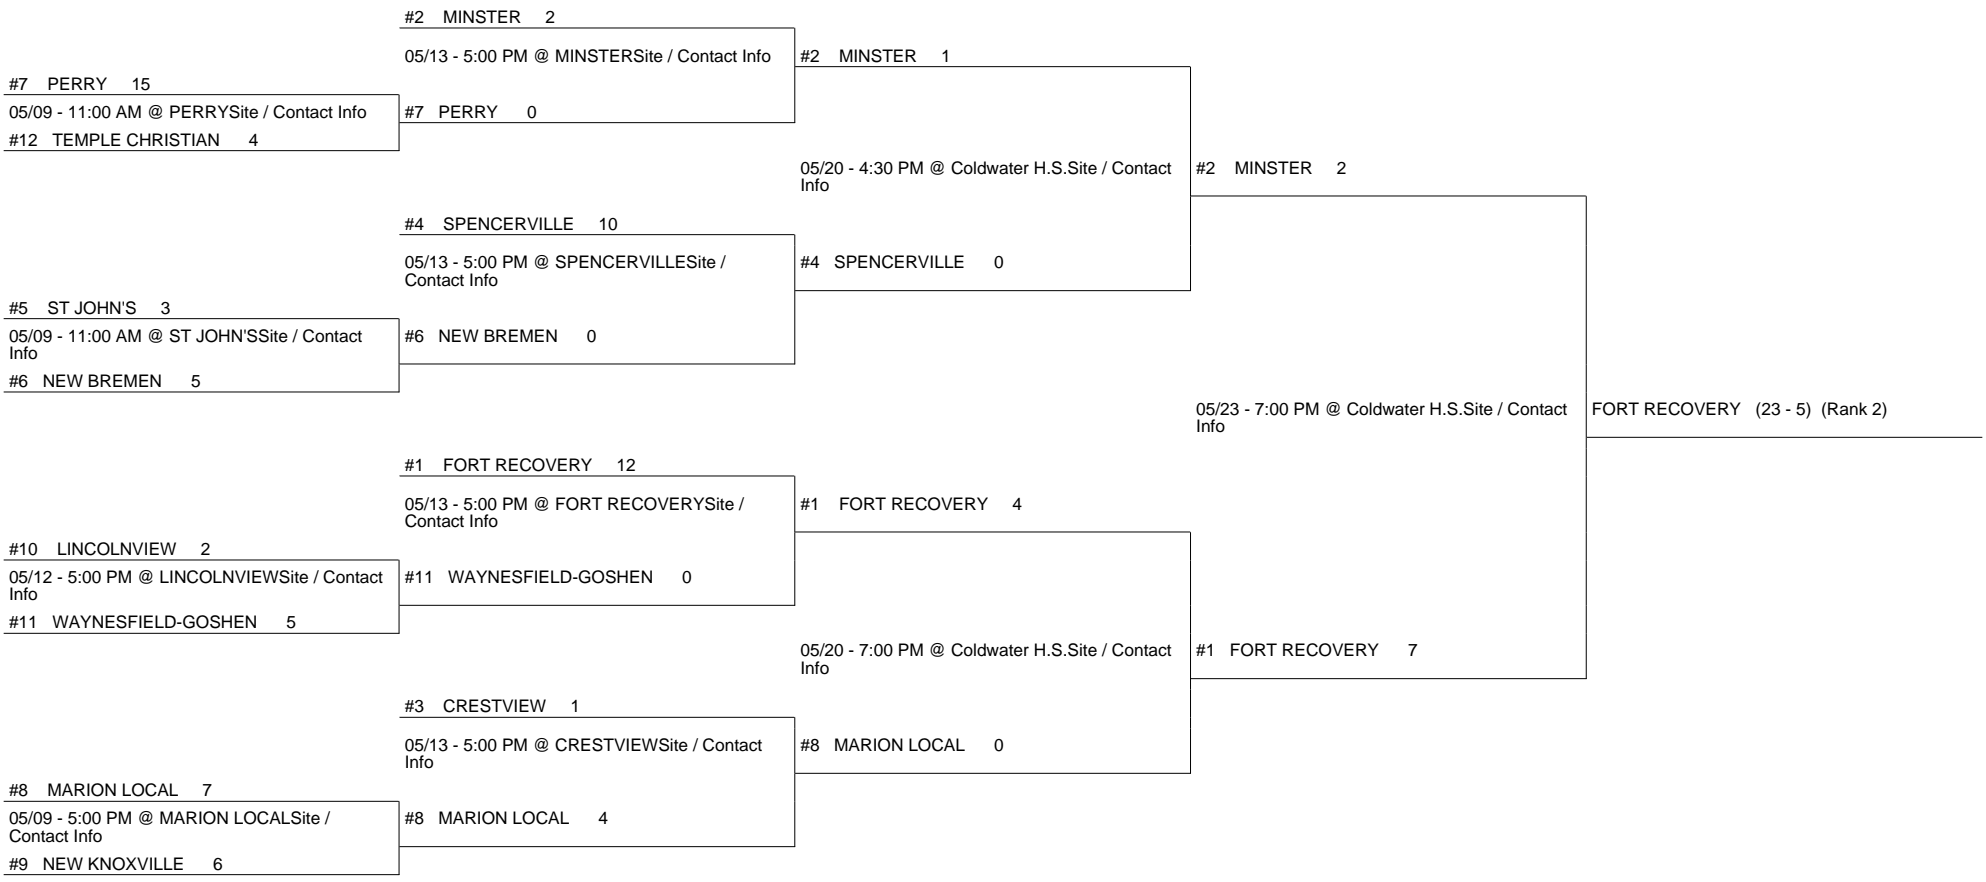 #2 MINSTER 2
05/13 - 5:00 PM @ MINSTERSite / Contact Info
#2 MINSTER 1
#7 PERRY 15
05/09 - 11:00 AM @ PERRYSite / Contact Info
#7 PERRY 0
#12 TEMPLE CHRISTIAN 4
05/20 - 4:30 PM @ Coldwater H.S.Site / Contact
Info
#2 MINSTER 2
#4 SPENCERVILLE 10
05/13 - 5:00 PM @ SPENCERVILLESite /
Contact Info
#4 SPENCERVILLE 0
#5 ST JOHN'S 3
05/09 - 11:00 AM @ ST JOHN'SSite / Contact
Info
#6 NEW BREMEN 0
#6 NEW BREMEN 5
05/23 - 7:00 PM @ Coldwater H.S.Site / Contact
Info
FORT RECOVERY (23 - 5) (Rank 2)
#1 FORT RECOVERY 12
05/13 - 5:00 PM @ FORT RECOVERYSite /
Contact Info
#1 FORT RECOVERY 4
#10 LINCOLNVIEW 2
05/12 - 5:00 PM @ LINCOLNVIEWSite / Contact
Info
#11 WAYNESFIELD-GOSHEN 0
#11 WAYNESFIELD-GOSHEN 5
05/20 - 7:00 PM @ Coldwater H.S.Site / Contact
Info
#1 FORT RECOVERY 7
#3 CRESTVIEW 1
05/13 - 5:00 PM @ CRESTVIEWSite / Contact
Info
#8 MARION LOCAL 0
#8 MARION LOCAL 7
05/09 - 5:00 PM @ MARION LOCALSite /
Contact Info
#8 MARION LOCAL 4
#9 NEW KNOXVILLE 6